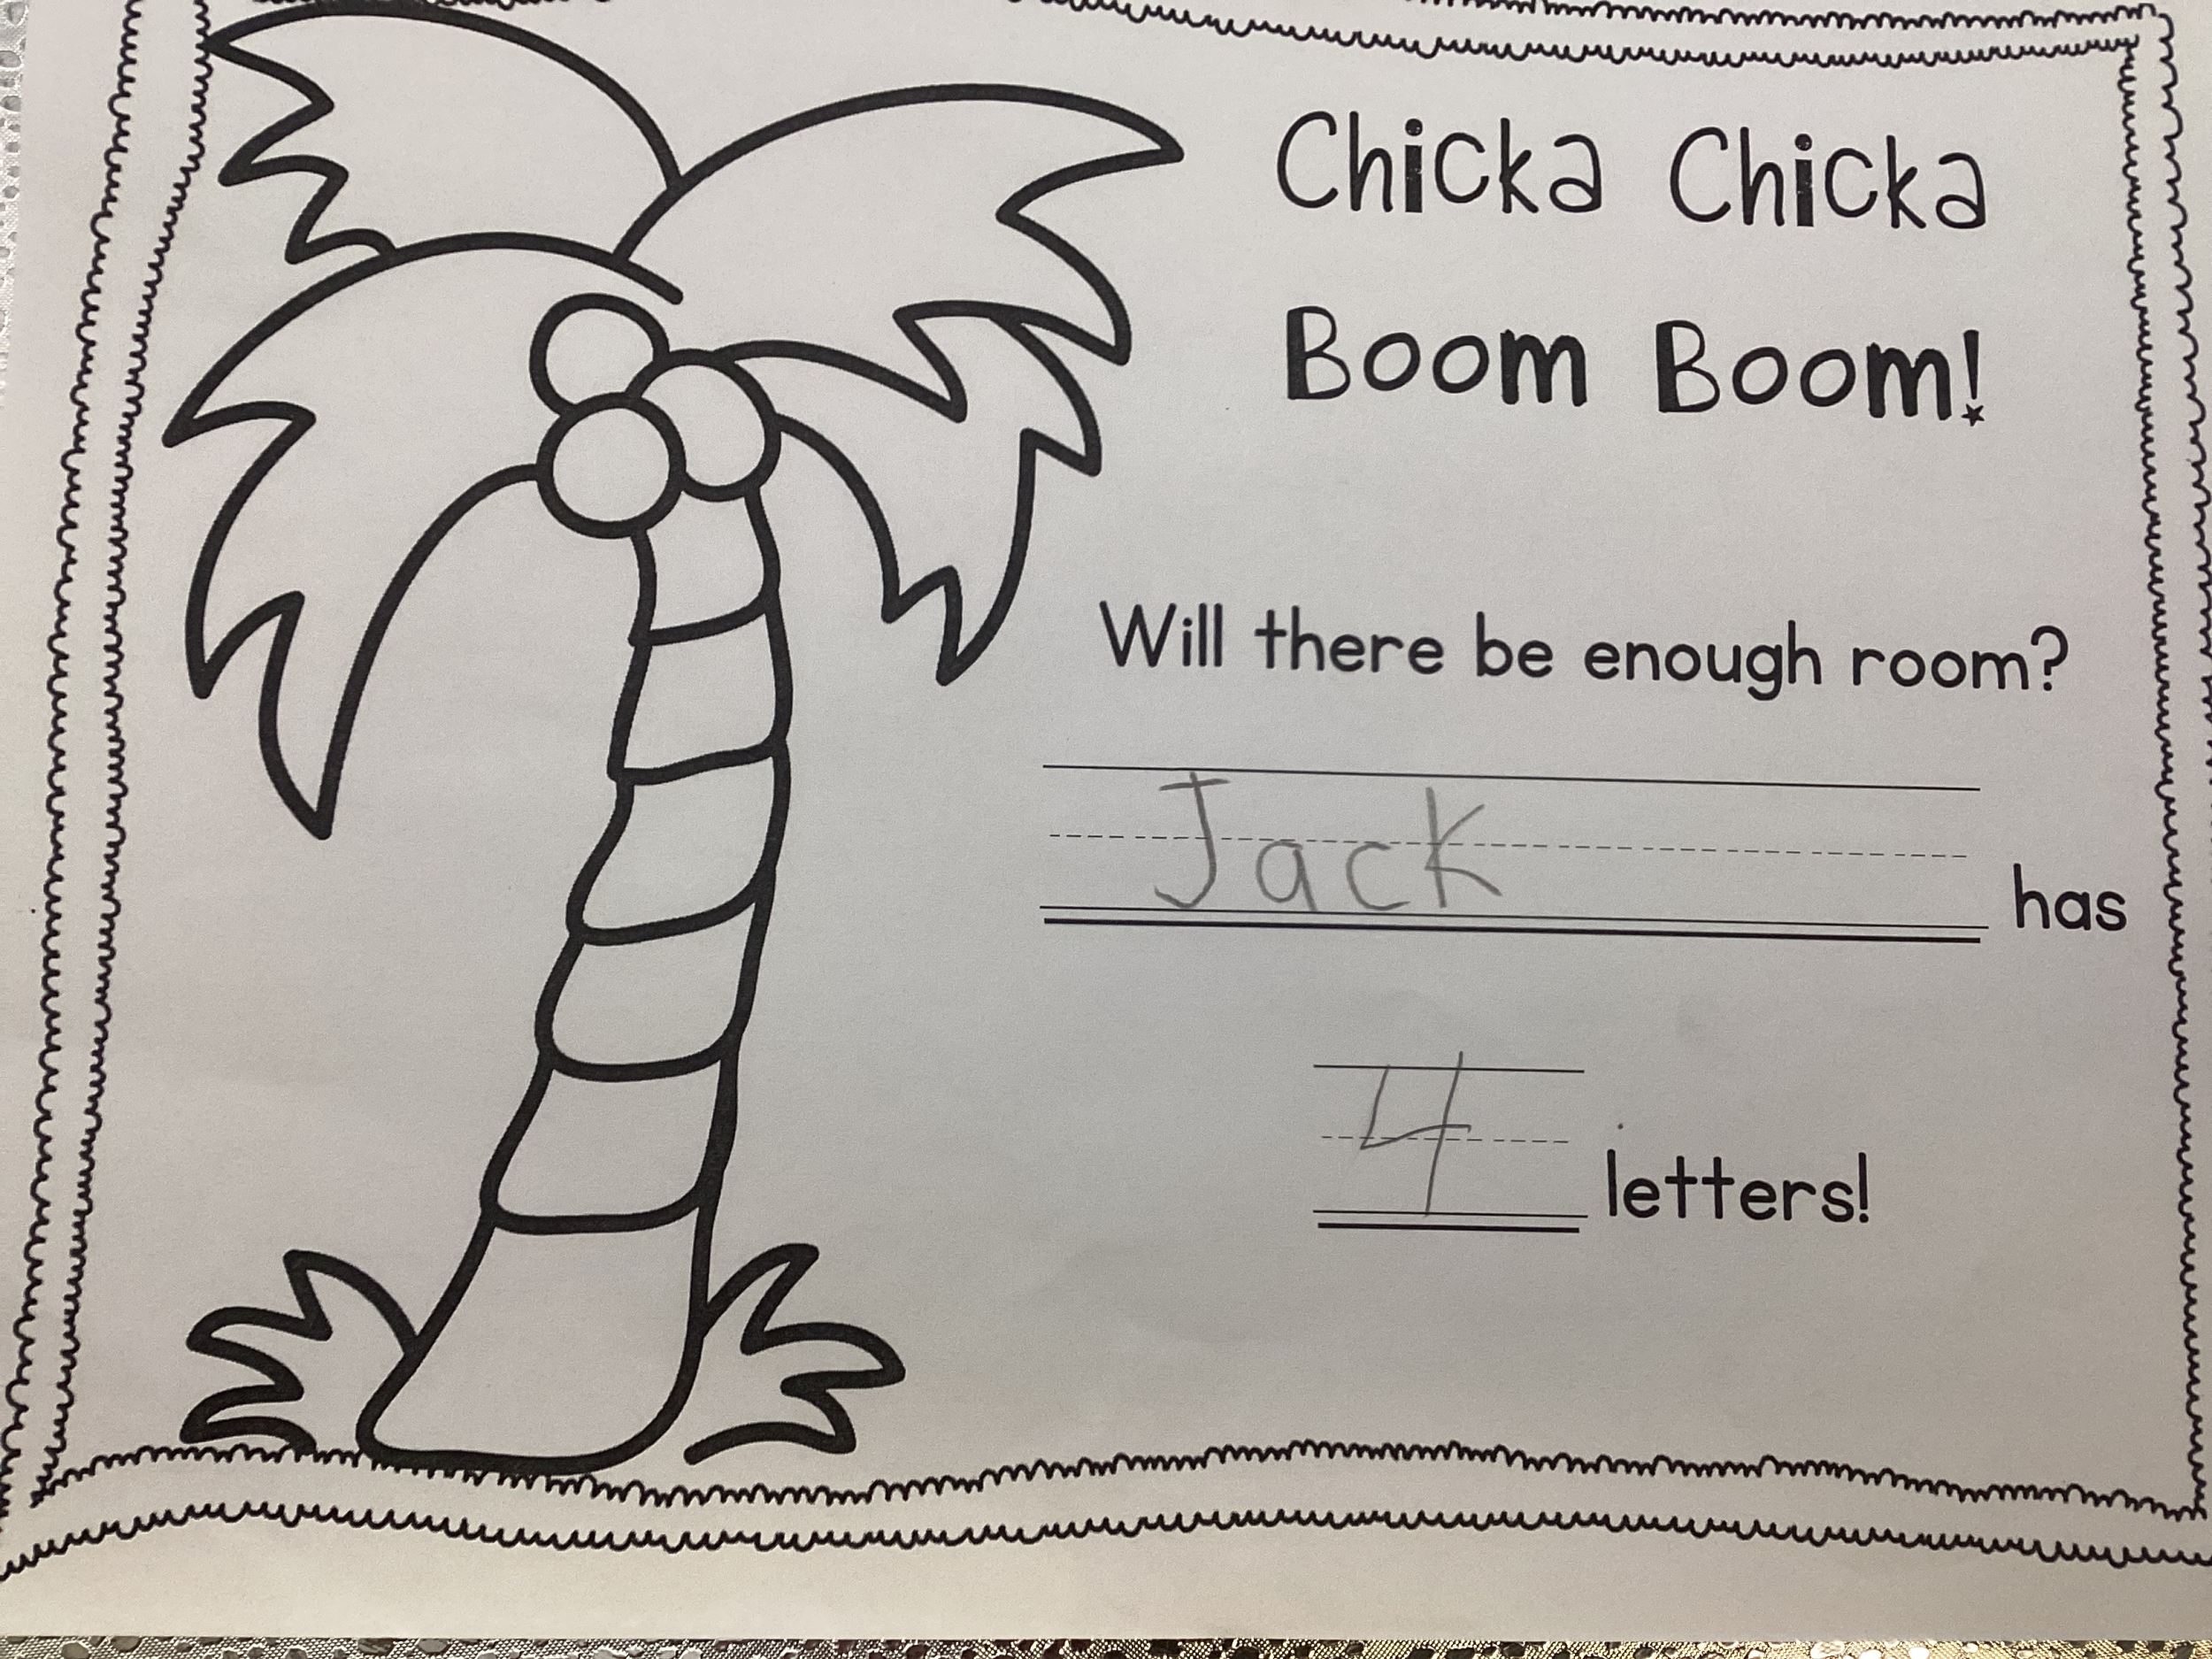 Chicka Chicka
Boom Boom!
Will there be enough room?
Jack has
4 letters!